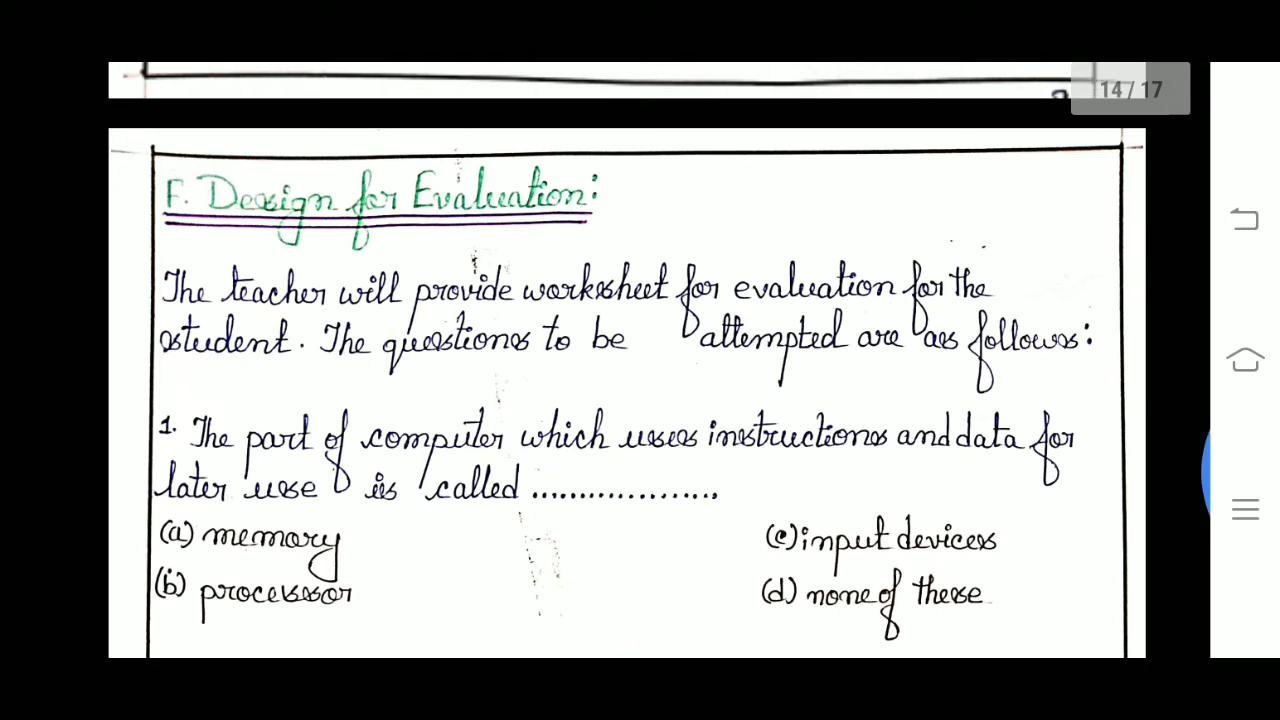 14 / 17
F. Design for Evaluation:
The teacher will provide worksheet for evaluation for the
student. The questions to be attempted are as follows:
1. The part of computer which uses instructions and data for
later use is called ...................
(a) memory
(c) input devices
(b) processor
(d) none of these